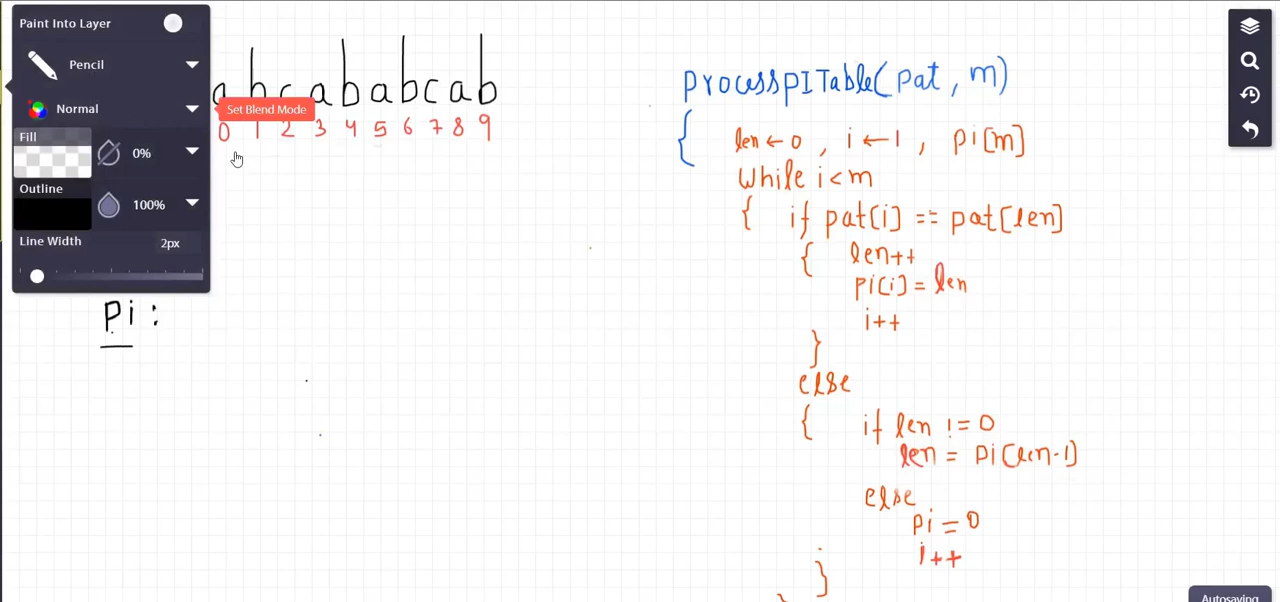 Paint Into Layer
Pencil
Normal
Set Blend Mode
Fill
0%
Outline
100%
Line Width
2px
a b c a b a b c a b
0 1 2 3 4 5 6 7 8 9
Pi :
processPITable(pat, m)
{ len ← 0 , i ← 1 , pi[m]
While i < m
{ if pat[i] == pat[len]
{ len++
pi[i] = len
i++
}
else
{ if len != 0
len = pi[len-1]
else
pi = 0
i++
}
}
Autosaving